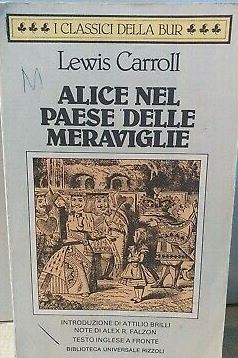 I CLASSICI DELLA BUR
Lewis Carroll
ALICE NEL
PAESE DELLE
MERAVIGLIE
INTRODUZIONE DI ATTILIO BRILLI
NOTE DI ALEX R. FALZON
TESTO INGLESE A FRONTE
BIBLIOTECA UNIVERSALE RIZZOLI